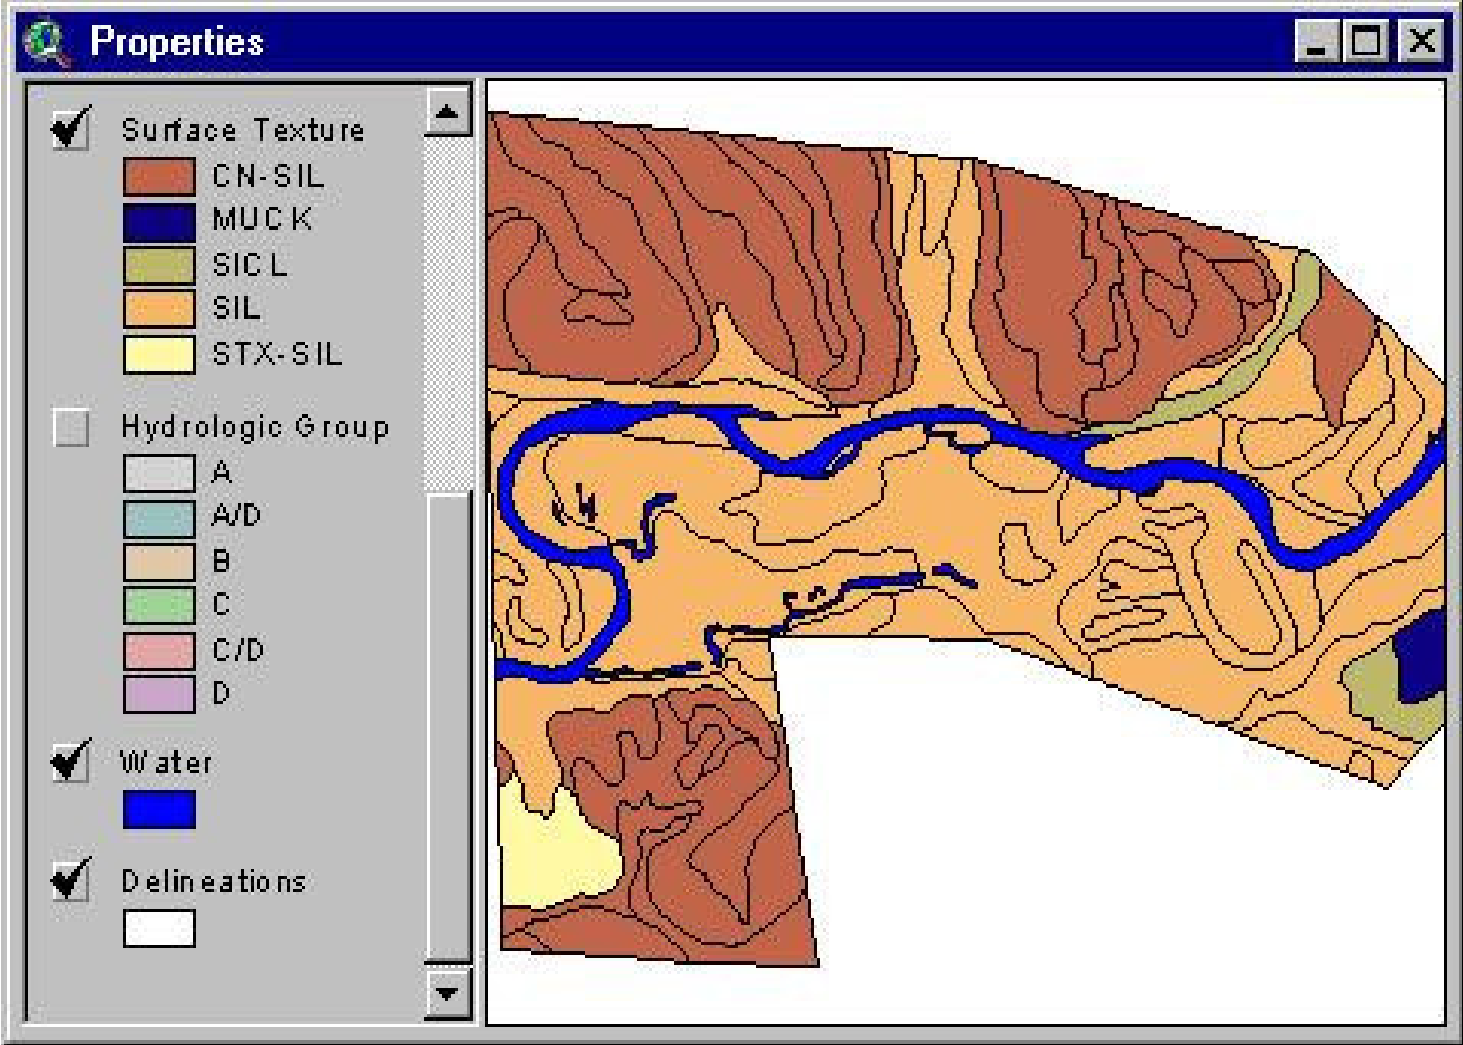 Properties
Surface Texture
CN-SIL
MUCK
SICL
SIL
STX-SIL
Hydrologic Group
A
A/D
B
C
C/D
D
Water
Delineations